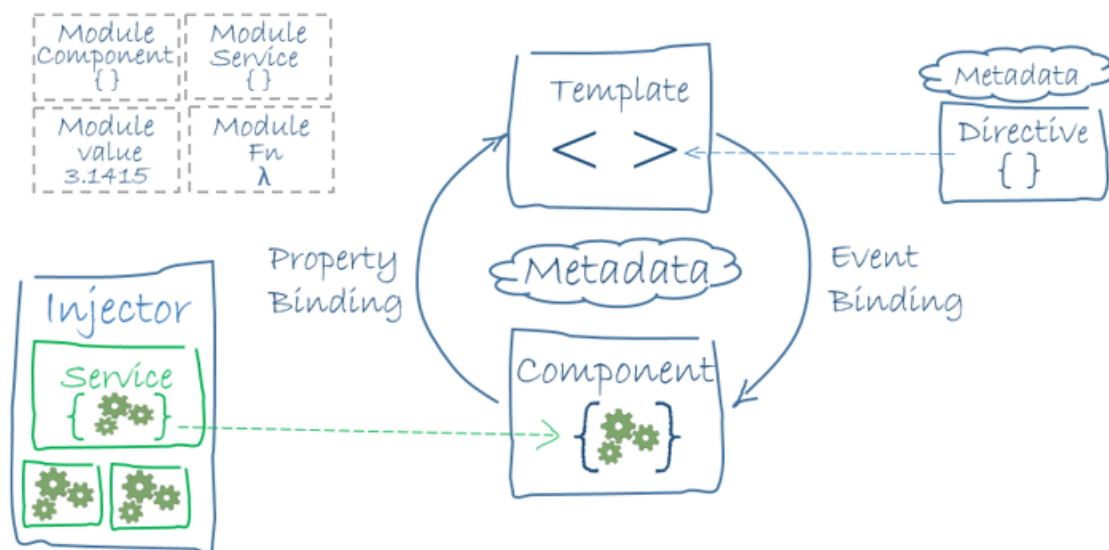 Module
Component
{ }
Module
Service
{ }
Module
value
3.1415
Module
Fn
λ
Template
< >
Metadata
Directive
{ }
Property
Binding
Metadata
Event
Binding
Injector
Service
{ }
Component
{ }